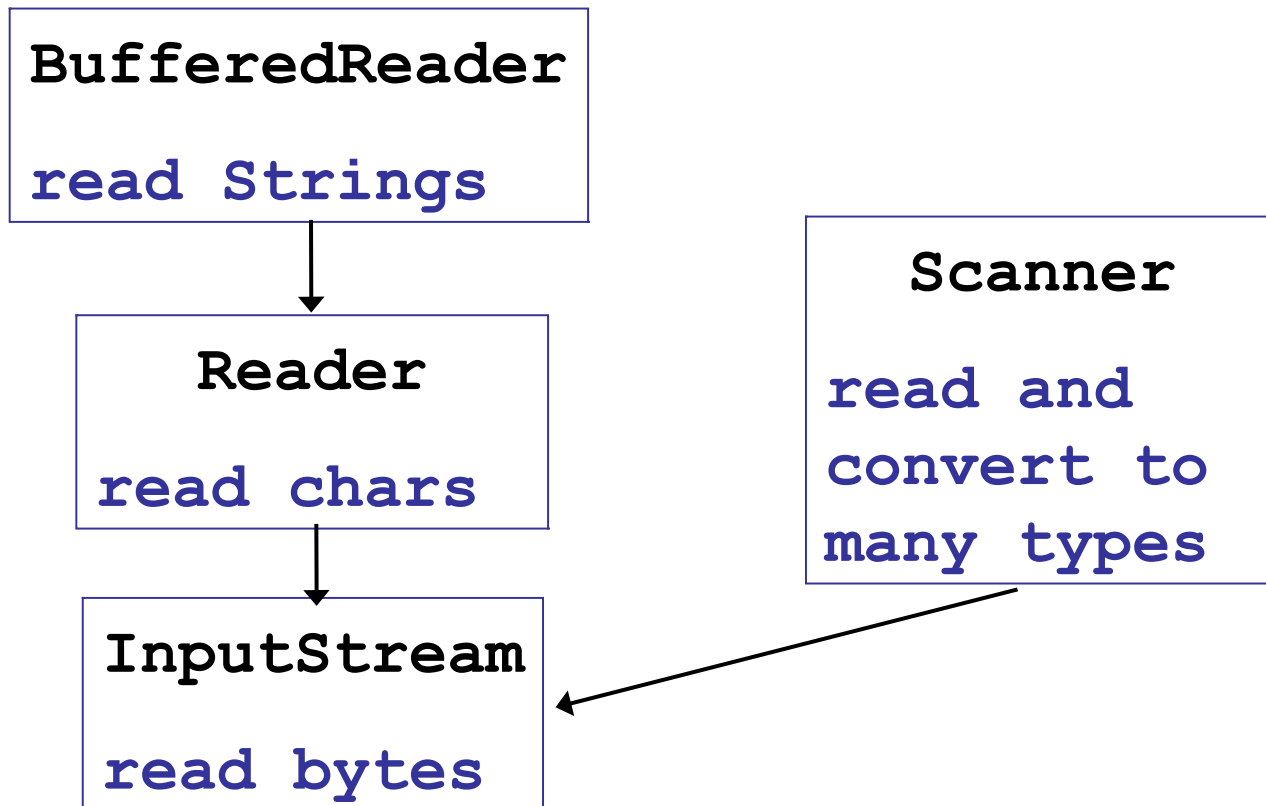 BufferedReader
read Strings
Reader
read chars
InputStream
read bytes
Scanner
read and
convert to
many types